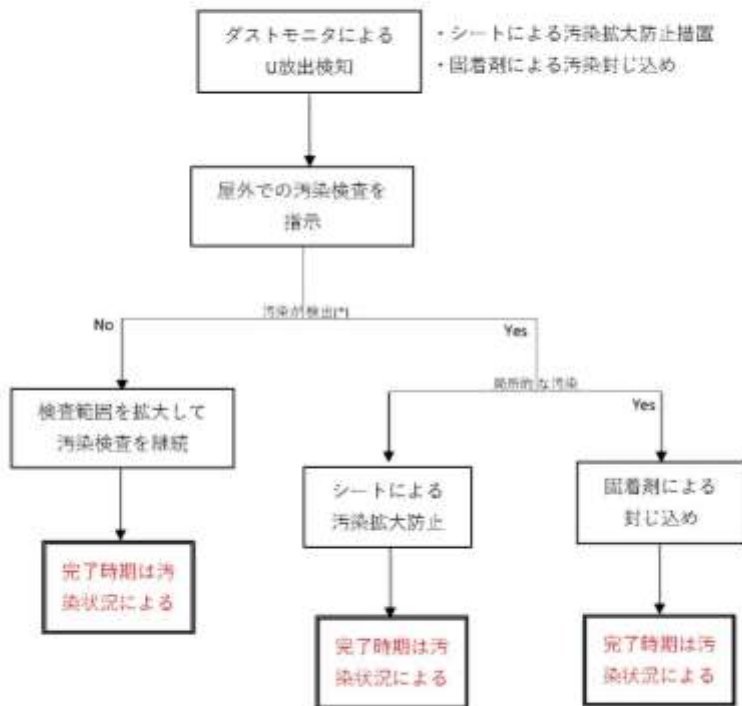 ダストモニタによる
U放出検知
・シートによる汚染拡大防止措置
・固着剤による汚染封じ込め
屋外での汚染検査を
指示
汚染が検出(*)
No
Yes
局所的な汚染
Yes
検査範囲を拡大して
汚染検査を継続
シートによる
汚染拡大防止
固着剤による
封じ込め
完了時期は汚
染状況による
完了時期は汚
染状況による
完了時期は汚
染状況による